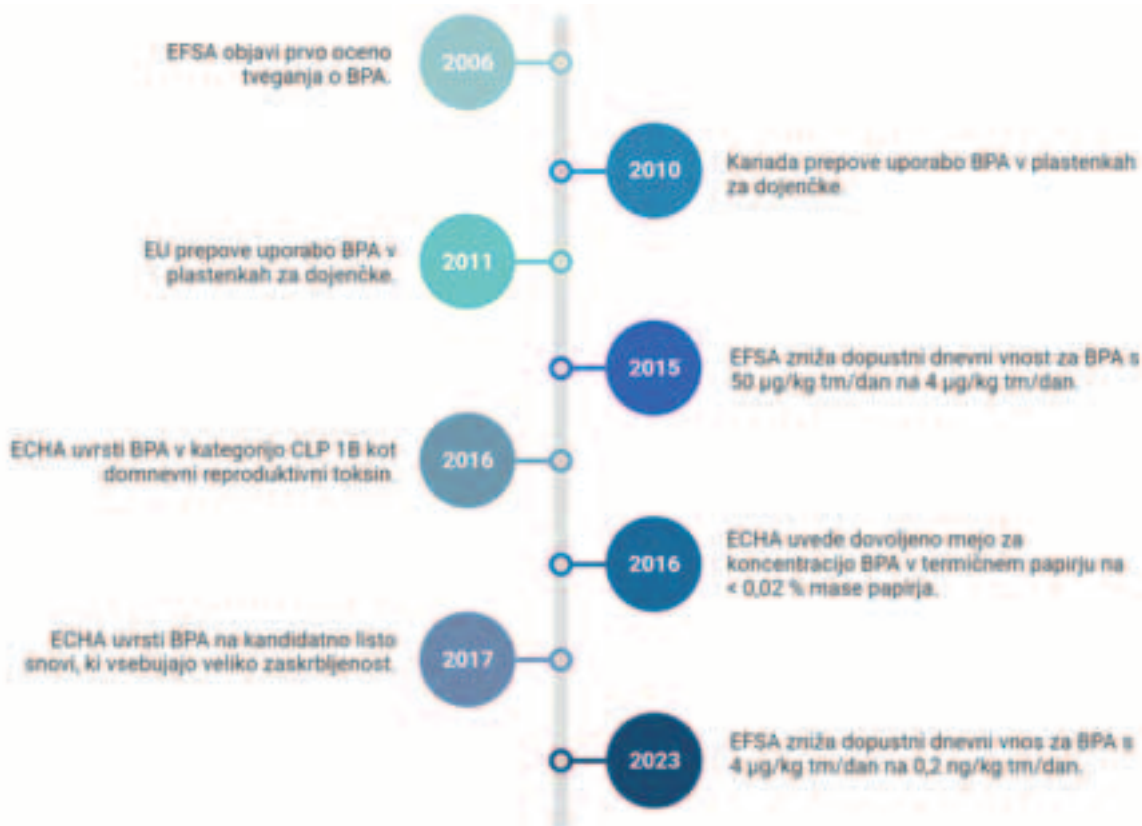 EFSA objavi prvo oceno
tveganja o BPA.
2006
2010
Kanada prepove uporabo BPA v plastenkah
za dojenčke.
EU prepove uporabo BPA v
plastenkah za dojenčke.
2011
2015
EFSA zniža dopustni dnevni vnost za BPA s
50 µg/kg tm/dan na 4 µg/kg tm/dan.
ECHA uvrsti BPA v kategorijo CLP 1B kot
domnevni reproduktivni toksin.
2016
2016
ECHA uvede dovoljeno mejo za
koncentracijo BPA v termičnem papirju na
< 0,02 % mase papirja.
ECHA uvrsti BPA na kandidatno listo
snovi, ki vsebujajo veliko zaskrbljenost.
2017
2023
EFSA zniža dopustni dnevni vnos za BPA s
4 µg/kg tm/dan na 0,2 ng/kg tm/dan.